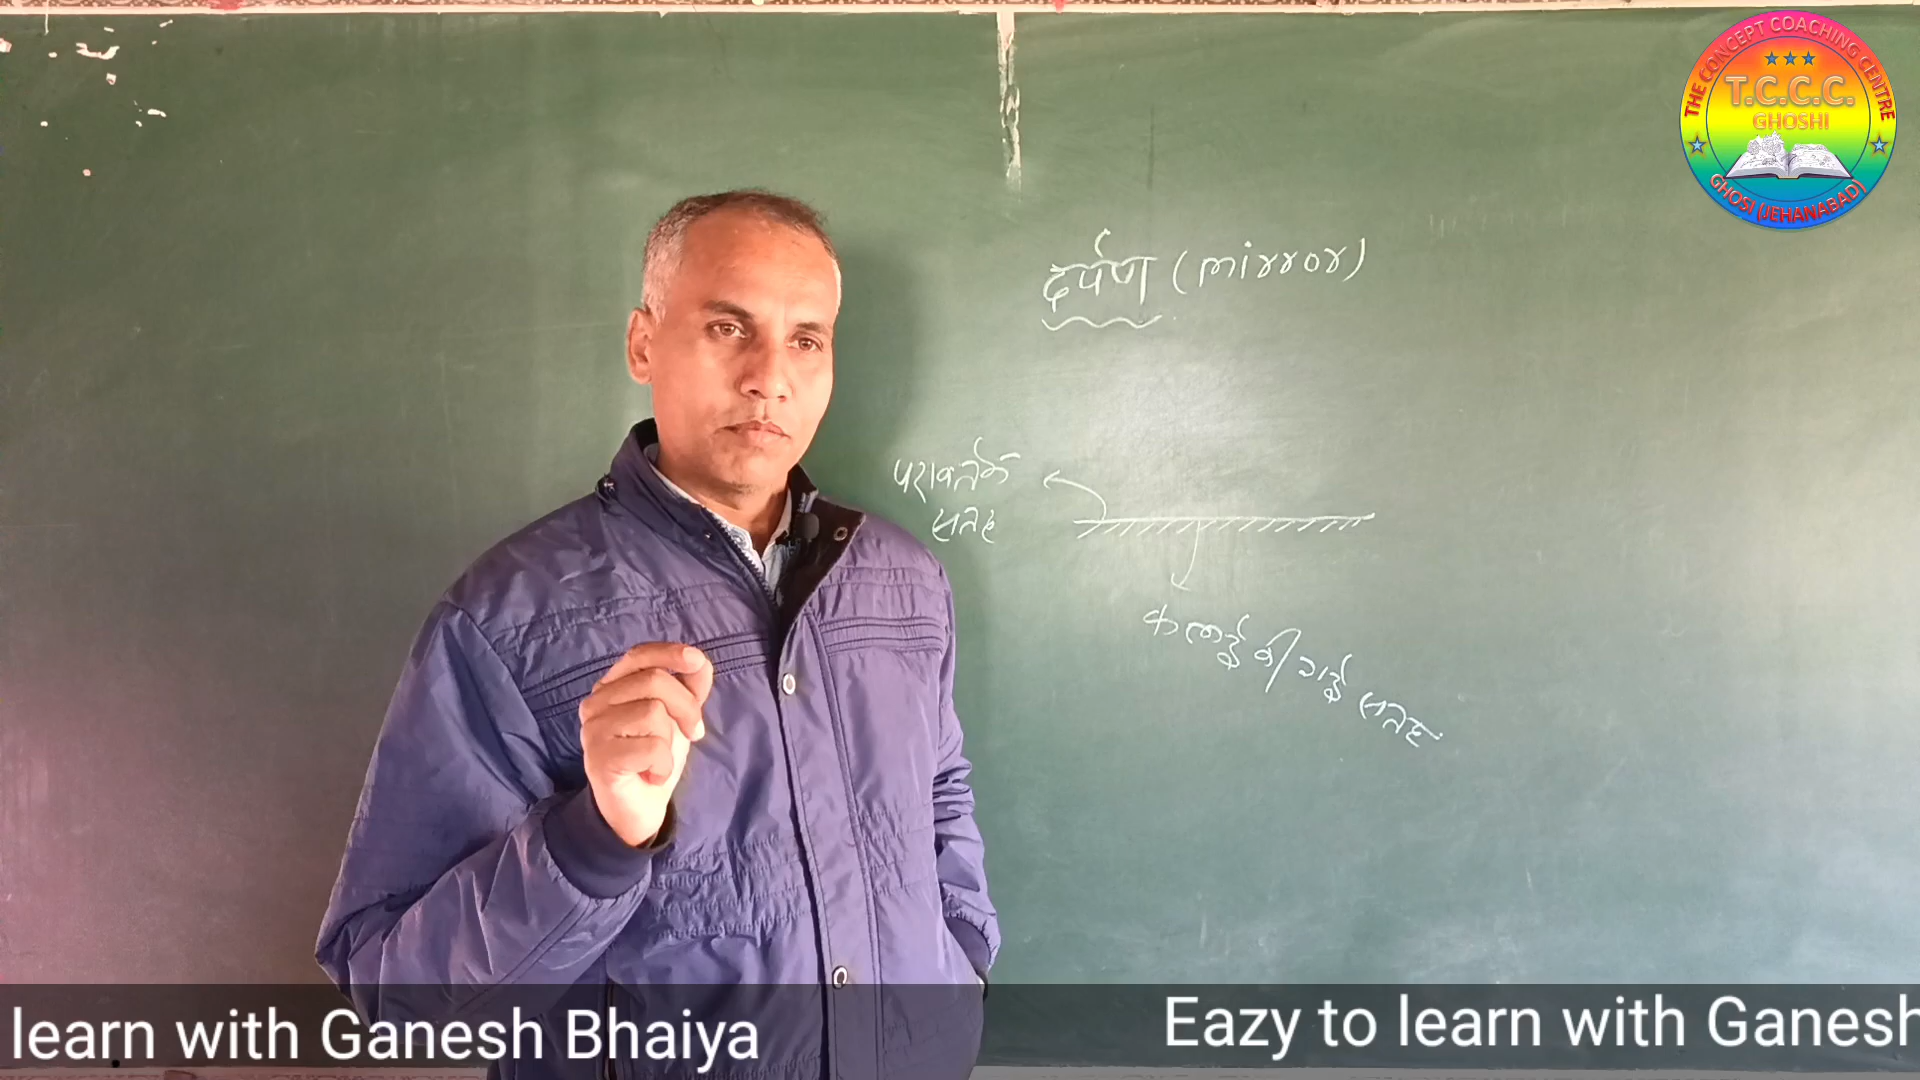 THE CONCEPT COACHING CENTRE
T.C.C.C.
GHOSHI
GHOSI (JEHANABAD)
दर्पण (mirror)
परावर्तक
सतह
कलाई की गई सतह
learn with Ganesh Bhaiya
Eazy to learn with Ganesh